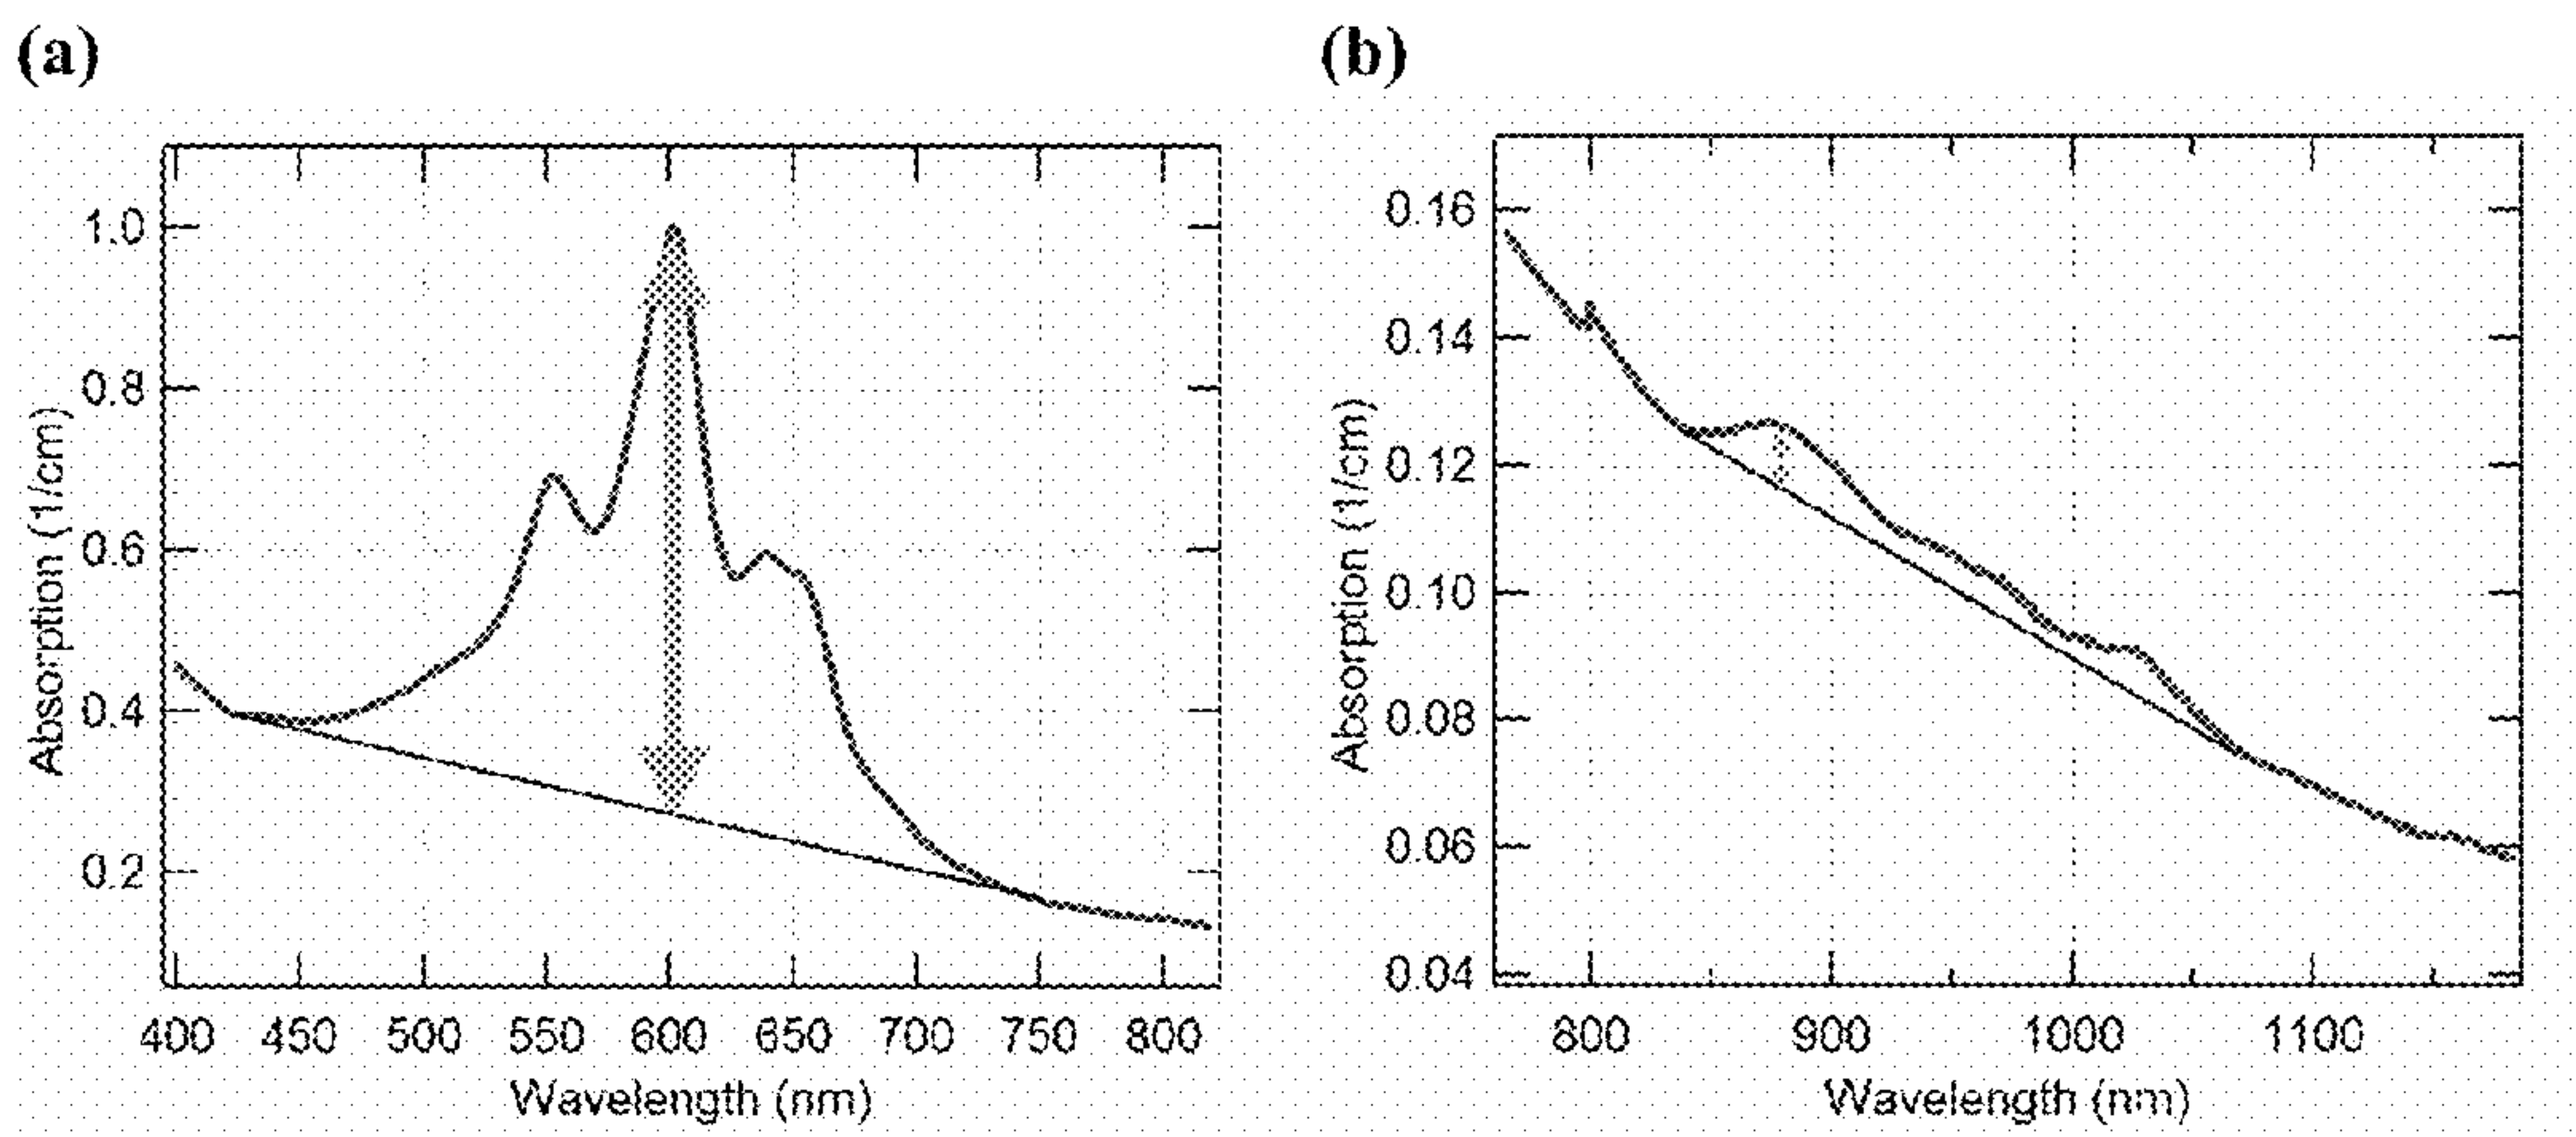 (a)
(b)
Absorption (1/cm)
1.0
0.8
0.6
0.4
0.2
400 450 500 550 600 650 700 750 800
Wavelength (nm)
Absorption (1/cm)
0.16
0.14
0.12
0.10
0.08
0.06
0.04
800 900 1000 1100
Wavelength (nm)